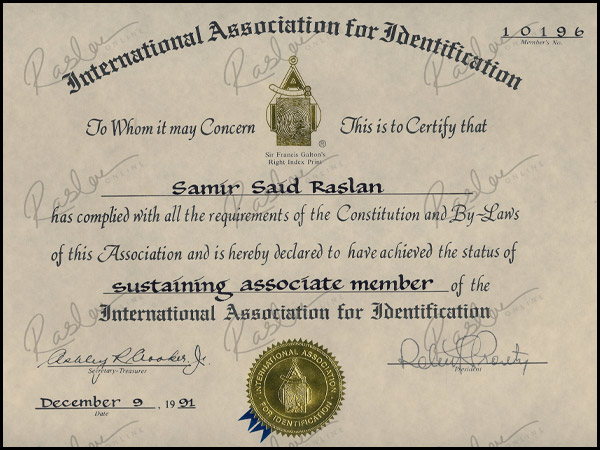 International Association for Identification
10196
Member's No.
To Whom it may Concern
This is to Certify that
®
Sir Francis Galton's
Right Index Print
Samir Said Raslan
has complied with all the requirements of the Constitution and By-Laws
of this Association and is hereby declared to have achieved the status of
sustaining associate member of the
International Association for Identification
Ashley R. Crooker, Jr.
Secretary-Treasurer
President
INTERNATIONAL ASSOCIATION
FOR IDENTIFICATION
December 9, 1991
Date
Raslan
ONLINE